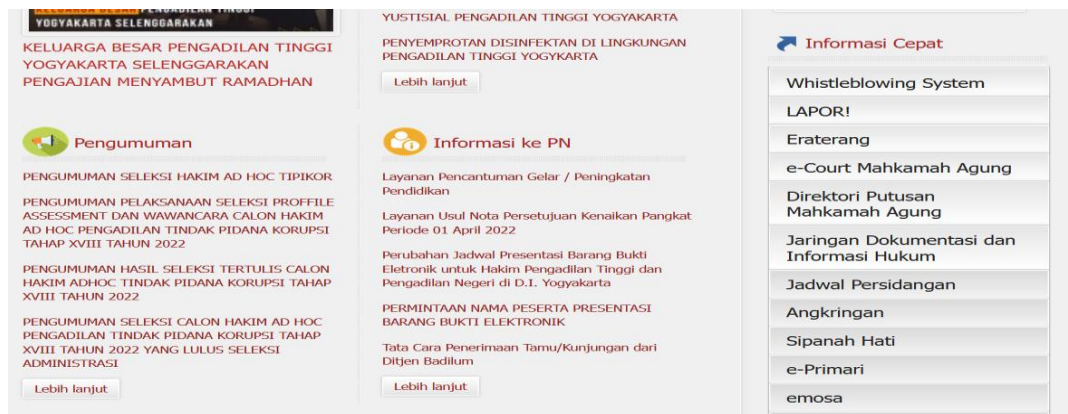 YOGYAKARTA SELENGGARAKAN
KELUARGA BESAR PENGADILAN TINGGI
YOGYAKARTA SELENGGARAKAN
PENGAJIAN MENYAMBUT RAMADHAN
YUSTISIAL PENGADILAN TINGGI YOGYAKARTA
PENYEMPROTAN DISINFEKTAN DI LINGKUNGAN
PENGADILAN TINGGI YOGYKARTA
Lebih lanjut
Pengumuman
PENGUMUMAN SELEKSI HAKIM AD HOC TIPIKOR
PENGUMUMAN PELAKSANAAN SELEKSI PROFFILE
ASSESSMENT DAN WAWANCARA CALON HAKIM
AD HOC PENGADILAN TINDAK PIDANA KORUPSI
TAHAP XVIII TAHUN 2022
PENGUMUMAN HASIL SELEKSI TERTULIS CALON
HAKIM ADHOC TINDAK PIDANA KORUPSI TAHAP
XVIII TAHUN 2022
PENGUMUMAN SELEKSI CALON HAKIM AD HOC
PENGADILAN TINDAK PIDANA KORUPSI TAHAP
XVIII TAHUN 2022 YANG LULUS SELEKSI
ADMINISTRASI
Lebih lanjut
Informasi ke PN
Layanan Pencantuman Gelar / Peningkatan
Pendidikan
Layanan Usul Nota Persetujuan Kenaikan Pangkat
Periode 01 April 2022
Perubahan Jadwal Presentasi Barang Bukti
Eletronik untuk Hakim Pengadilan Tinggi dan
Pengadilan Negeri di D.I. Yogyakarta
PERMINTAAN NAMA PESERTA PRESENTASI
BARANG BUKTI ELEKTRONIK
Tata Cara Penerimaan Tamu/Kunjungan dari
Ditjen Badilum
Lebih lanjut
Informasi Cepat
Whistleblowing System
LAPOR!
Eraterang
e-Court Mahkamah Agung
Direktori Putusan
Mahkamah Agung
Jaringan Dokumentasi dan
Informasi Hukum
Jadwal Persidangan
Angkringan
Sipanah Hati
e-Primari
emosa